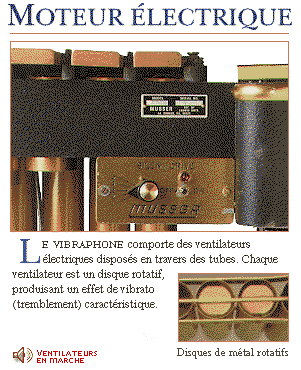 MOTEUR ÉLECTRIQUE
MUSSER
MUSSER
LE VIBRAPHONE comporte des ventilateurs
électriques disposés en travers des tubes. Chaque
ventilateur est un disque rotatif,
produisant un effet de vibrato
(tremblement) caractéristique.
VENTILATEURS
EN MARCHE
Disques de métal rotatifs